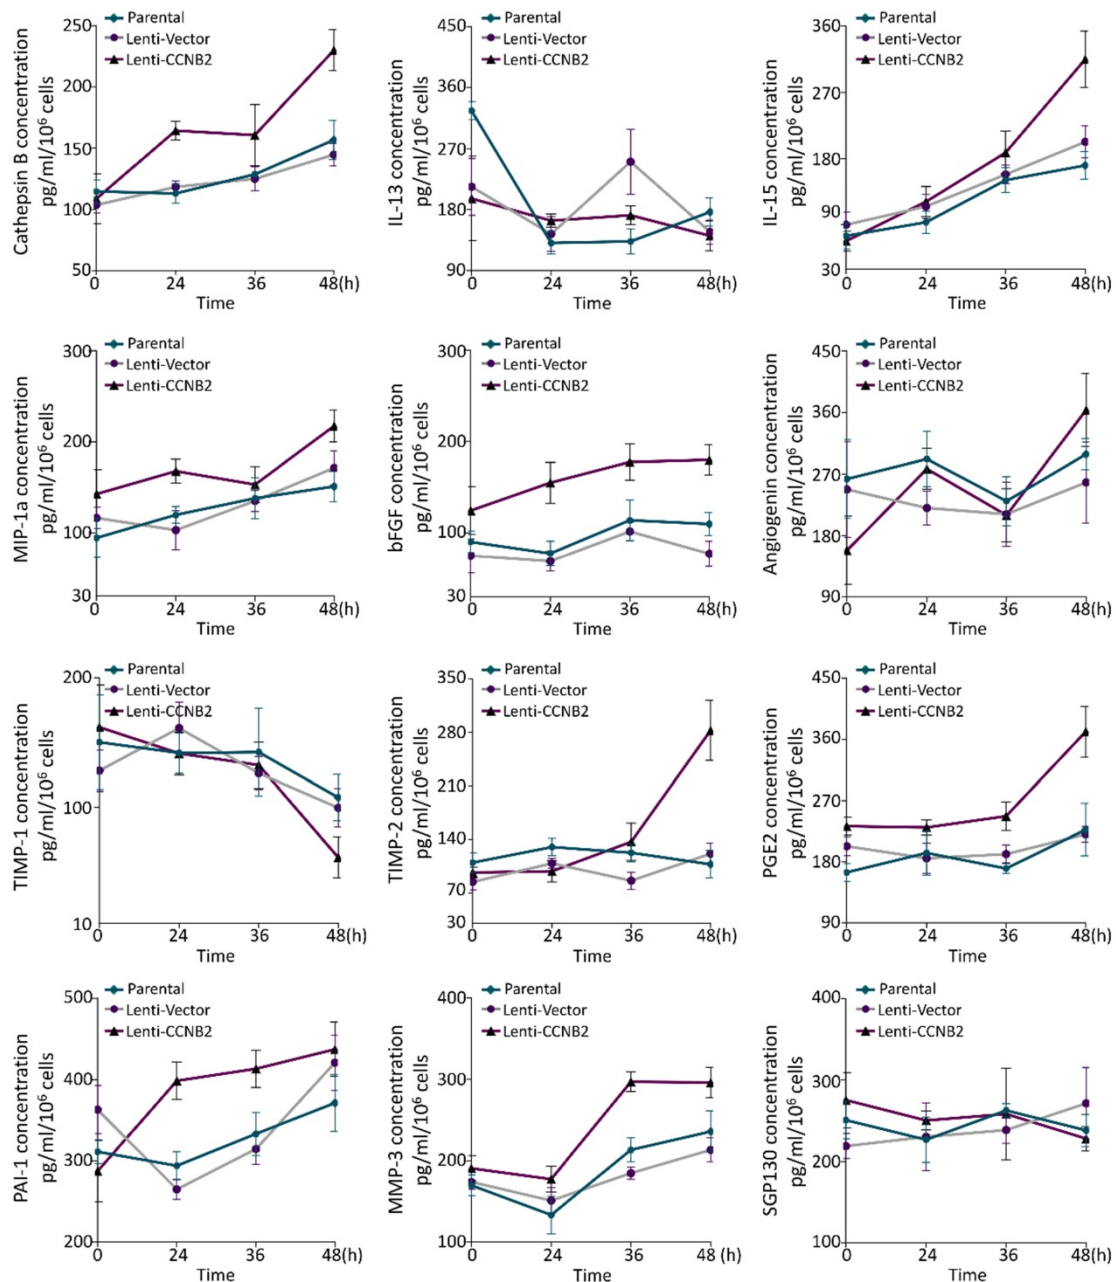 Parental
Lenti-Vector
Lenti-CCNB2
Cathepsin B concentration
pg/ml/10⁶ cells
250
200
150
100
50
0 24 36 48(h)
Time
Parental
Lenti-Vector
Lenti-CCNB2
IL-13 concentration
pg/ml/10⁶ cells
450
360
270
180
90
0 24 36 48(h)
Time
Parental
Lenti-Vector
Lenti-CCNB2
IL-15 concentration
pg/ml/10⁶ cells
360
270
180
90
30
0 24 36 48(h)
Time
Parental
Lenti-Vector
Lenti-CCNB2
MIP-1a concentration
pg/ml/10⁶ cells
300
200
100
30
0 24 36 48(h)
Time
Parental
Lenti-Vector
Lenti-CCNB2
bFGF concentration
pg/ml/10⁶ cells
300
200
100
30
0 24 36 48(h)
Time
Parental
Lenti-Vector
Lenti-CCNB2
Angiogenin concentration
pg/ml/10⁶ cells
450
360
270
180
90
0 24 36 48(h)
Time
Parental
Lenti-Vector
Lenti-CCNB2
TIMP-1 concentration
pg/ml/10⁶ cells
200
100
10
0 24 36 48(h)
Time
Parental
Lenti-Vector
Lenti-CCNB2
TIMP-2 concentration
pg/ml/10⁶ cells
350
280
210
140
70
30
0 24 36 48(h)
Time
Parental
Lenti-Vector
Lenti-CCNB2
PGE2 concentration
pg/ml/10⁶ cells
450
360
270
180
90
0 24 36 48(h)
Time
Parental
Lenti-Vector
Lenti-CCNB2
PAI-1 concentration
pg/ml/10⁶ cells
500
400
300
200
0 24 36 48(h)
Time
Parental
Lenti-Vector
Lenti-CCNB2
MMP-3 concentration
pg/ml/10⁶ cells
400
300
200
100
0 24 36 48 (h)
Time
Parental
Lenti-Vector
Lenti-CCNB2
SGP130 concentration
pg/ml/10⁶ cells
400
300
200
100
0 24 36 48(h)
Time